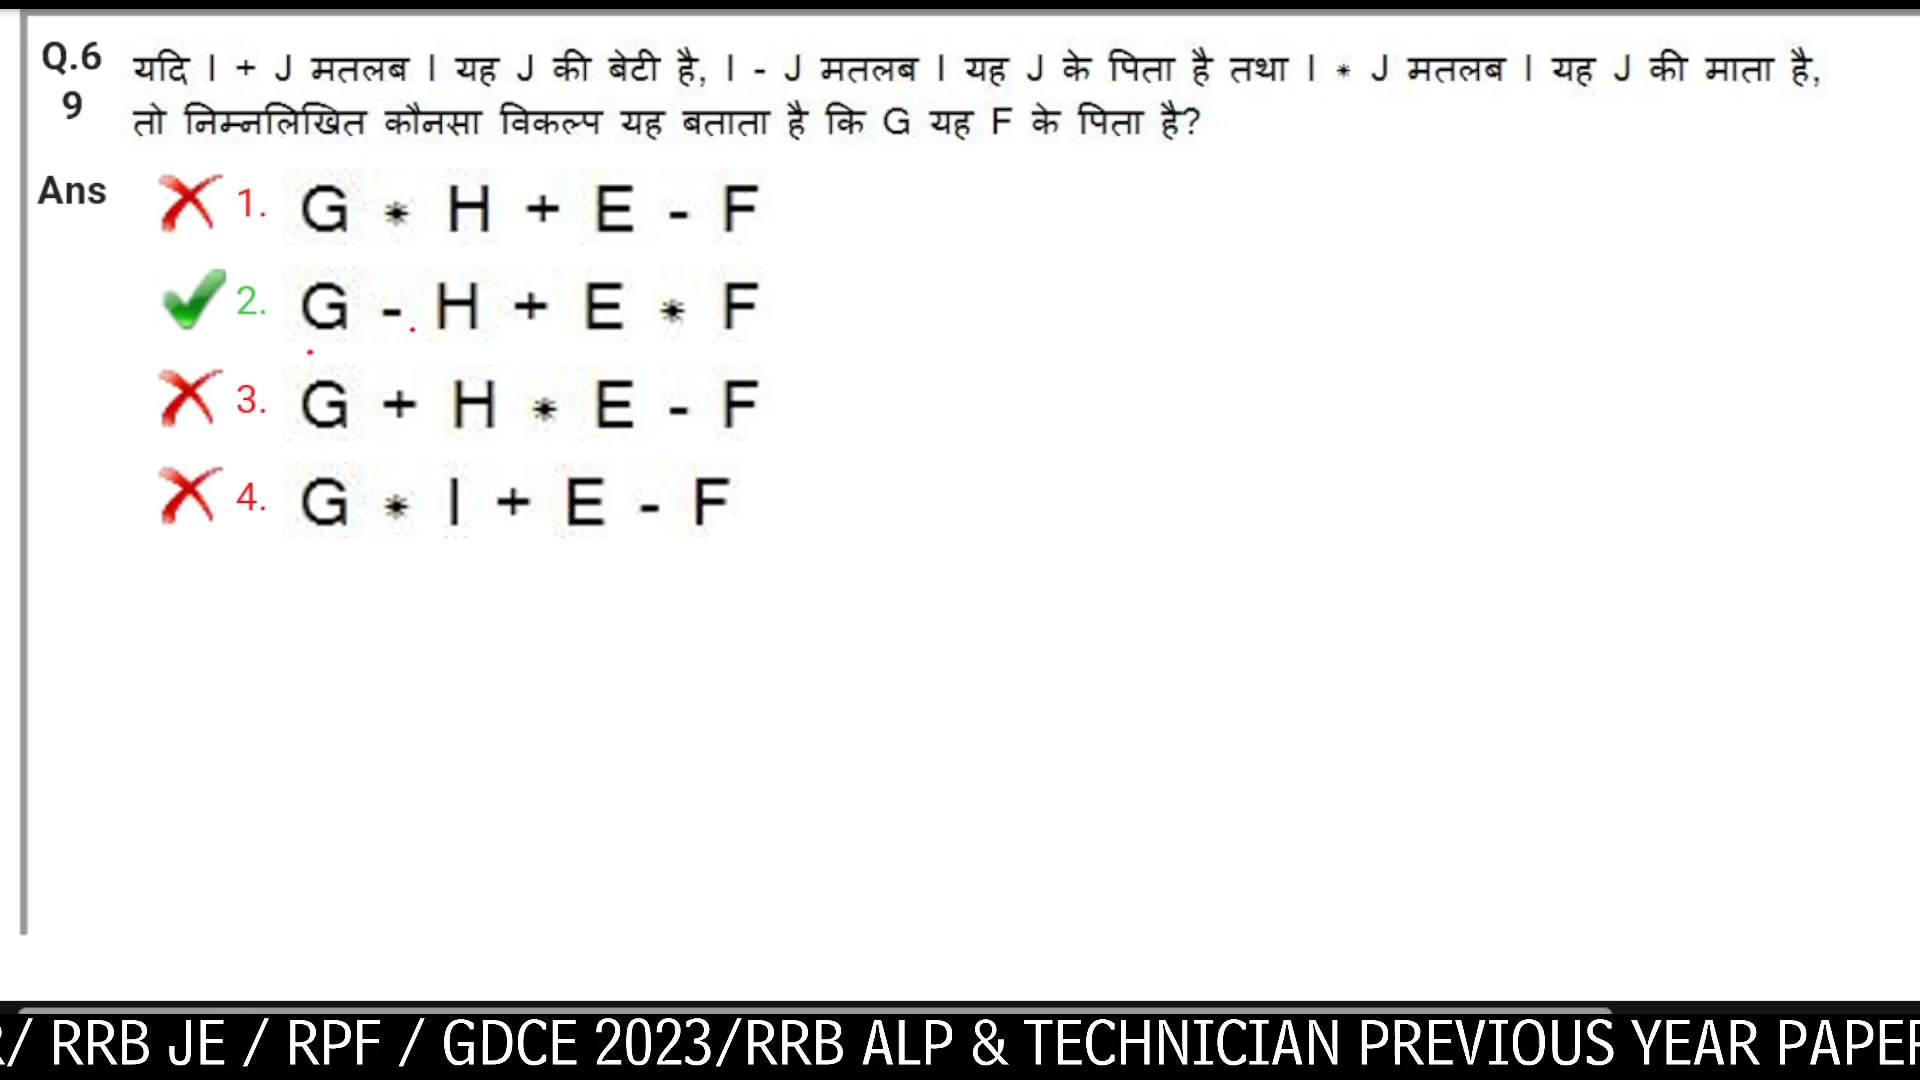 Q.6 यदि I + J मतलब I यह J की बेटी है, I - J मतलब I यह J के पिता है तथा I * J मतलब I यह J की माता है,
9 तो निम्नलिखित कौनसा विकल्प यह बताता है कि G यह F के पिता है?
Ans 1. G * H + E - F
2. G - H + E * F
3. G + H * E - F
4. G * I + E - F
/ RRB JE / RPF / GDCE 2023/RRB ALP & TECHNICIAN PREVIOUS YEAR PAPER